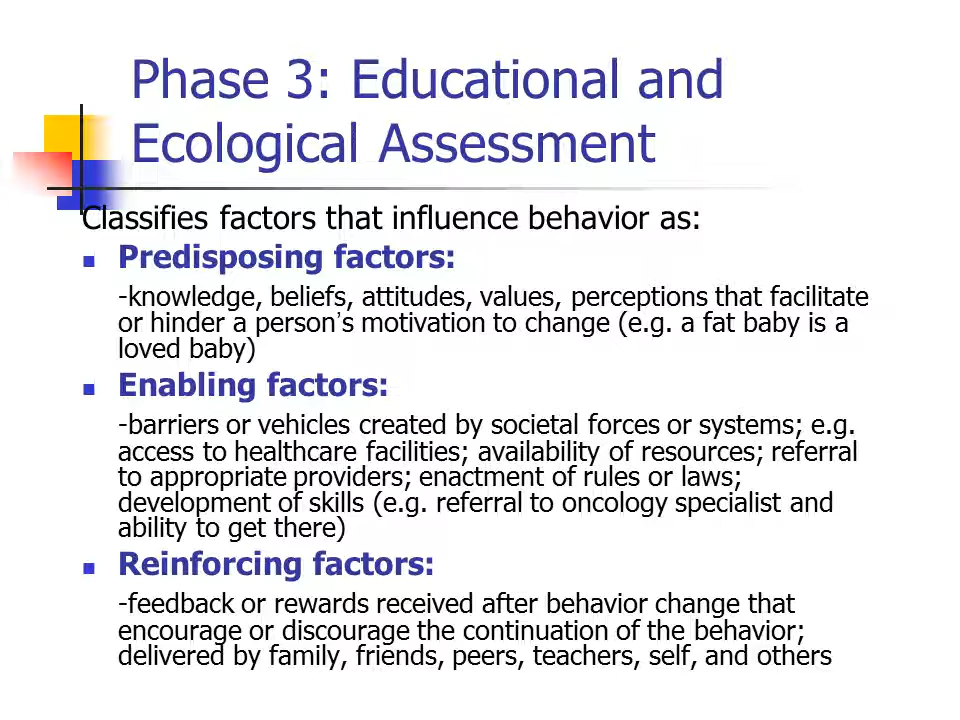 Phase 3: Educational and
Ecological Assessment
Classifies factors that influence behavior as:
Predisposing factors:
-knowledge, beliefs, attitudes, values, perceptions that facilitate
or hinder a person’s motivation to change (e.g. a fat baby is a
loved baby)
Enabling factors:
-barriers or vehicles created by societal forces or systems; e.g.
access to healthcare facilities; availability of resources; referral
to appropriate providers; enactment of rules or laws;
development of skills (e.g. referral to oncology specialist and
ability to get there)
Reinforcing factors:
-feedback or rewards received after behavior change that
encourage or discourage the continuation of the behavior;
delivered by family, friends, peers, teachers, self, and others